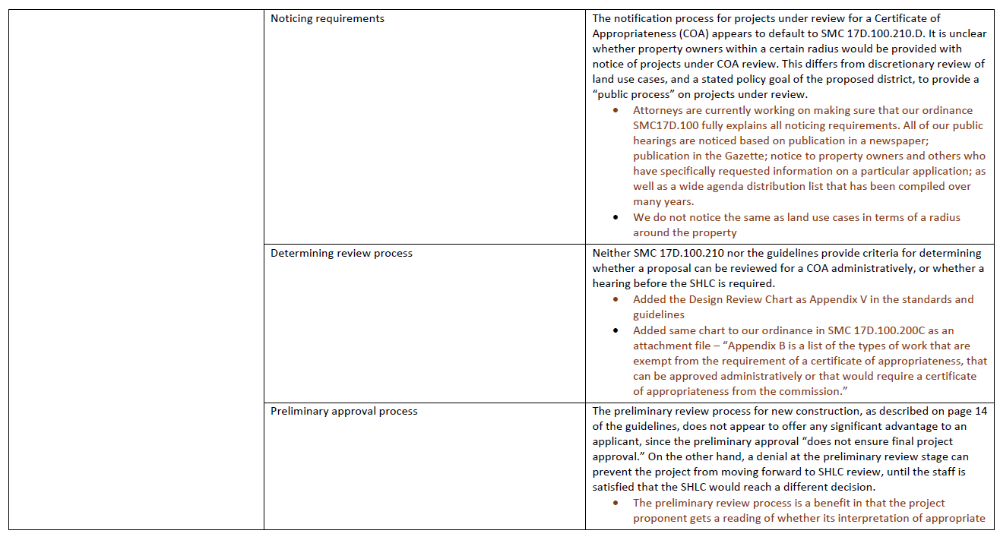 Noticing requirements
The notification process for projects under review for a Certificate of
Appropriateness (COA) appears to default to SMC 17D.100.210.D. It is unclear
whether property owners within a certain radius would be provided with
notice of projects under COA review. This differs from discretionary review of
land use cases, and a stated policy goal of the proposed district, to provide a
“public process” on projects under review.
• Attorneys are currently working on making sure that our ordinance
SMC17D.100 fully explains all noticing requirements. All of our public
hearings are noticed based on publication in a newspaper;
publication in the Gazette; notice to property owners and others who
have specifically requested information on a particular application; as
well as a wide agenda distribution list that has been compiled over
many years.
• We do not notice the same as land use cases in terms of a radius
around the property
Determining review process
Neither SMC 17D.100.210 nor the guidelines provide criteria for determining
whether a proposal can be reviewed for a COA administratively, or whether a
hearing before the SHLC is required.
• Added the Design Review Chart as Appendix V in the standards and
guidelines
• Added same chart to our ordinance in SMC 17D.100.200C as an
attachment file – “Appendix B is a list of the types of work that are
exempt from the requirement of a certificate of appropriateness, that
can be approved administratively or that would require a certificate
of appropriateness from the commission.”
Preliminary approval process
The preliminary review process for new construction, as described on page 14
of the guidelines, does not appear to offer any significant advantage to an
applicant, since the preliminary approval “does not ensure final project
approval.” On the other hand, a denial at the preliminary review stage can
prevent the project from moving forward to SHLC review, until the staff is
satisfied that the SHLC would reach a different decision.
• The preliminary review process is a benefit in that the project
proponent gets a reading of whether its interpretation of appropriate